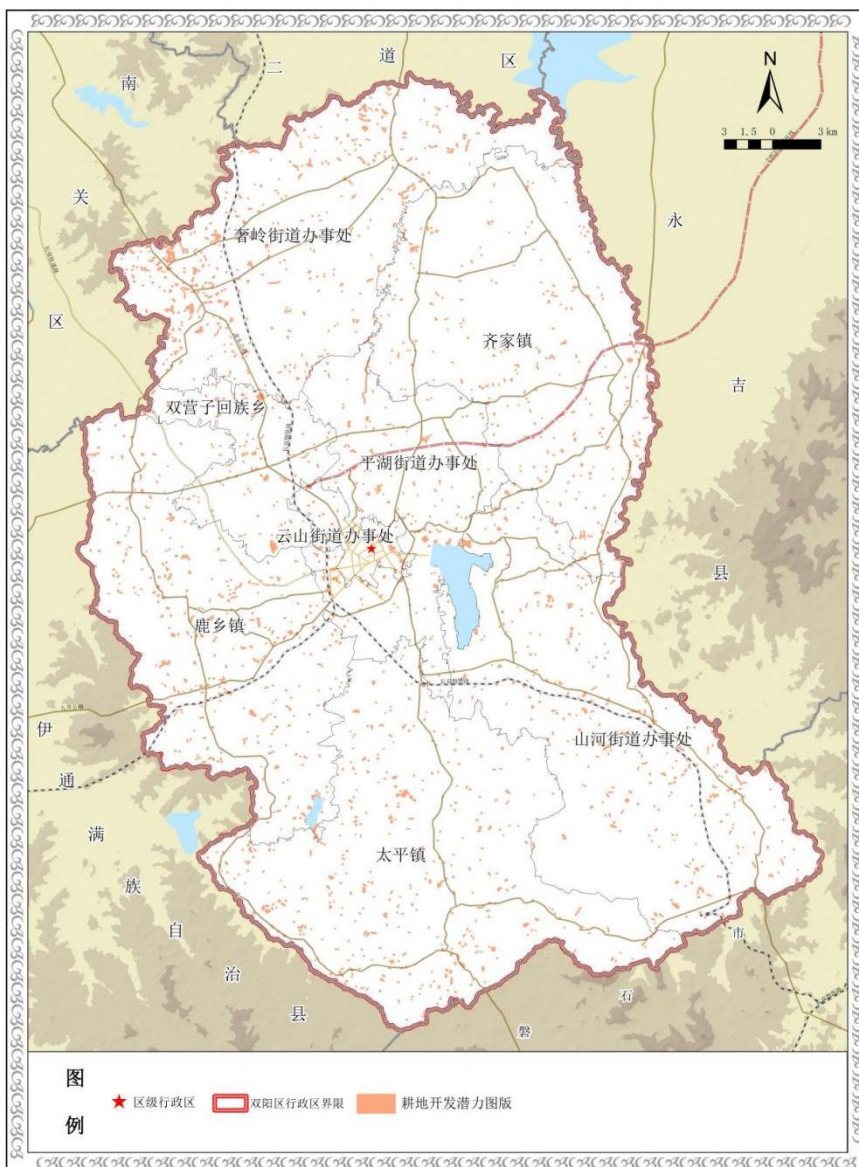 南
二
道
区
N
3 1.5 0 3 km
关
永
奢岭街道办事处
区
齐家镇
双营子回族乡
吉
平湖街道办事处
云山街道办事处
县
鹿乡镇
伊
山河街道办事处
通
满
太平镇
族
自
市
治
石
县
磐
图
例
区级行政区
双阳区行政区界限
耕地开发潜力图版